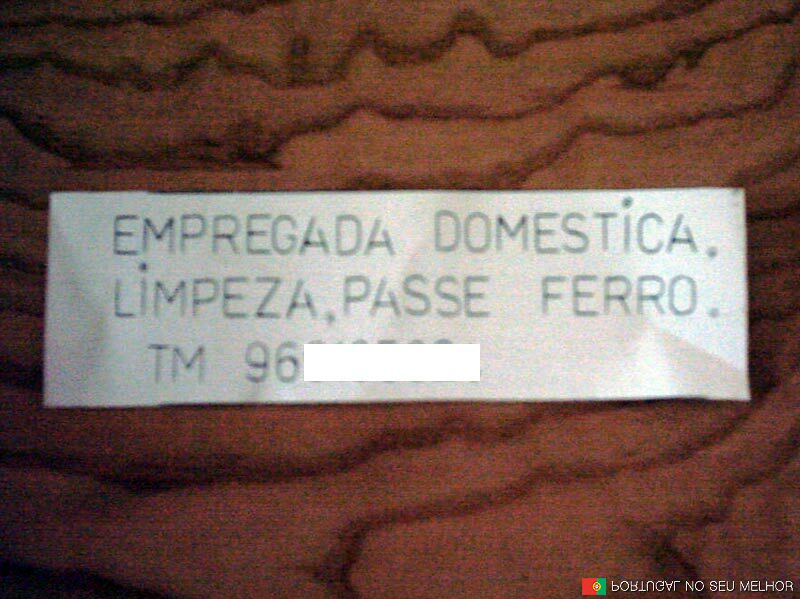 EMPREGADA DOMESTiCA.
LiMPEZA, PASSE FERRO.
TM 96
PORTUGAL NO SEU MELHOR